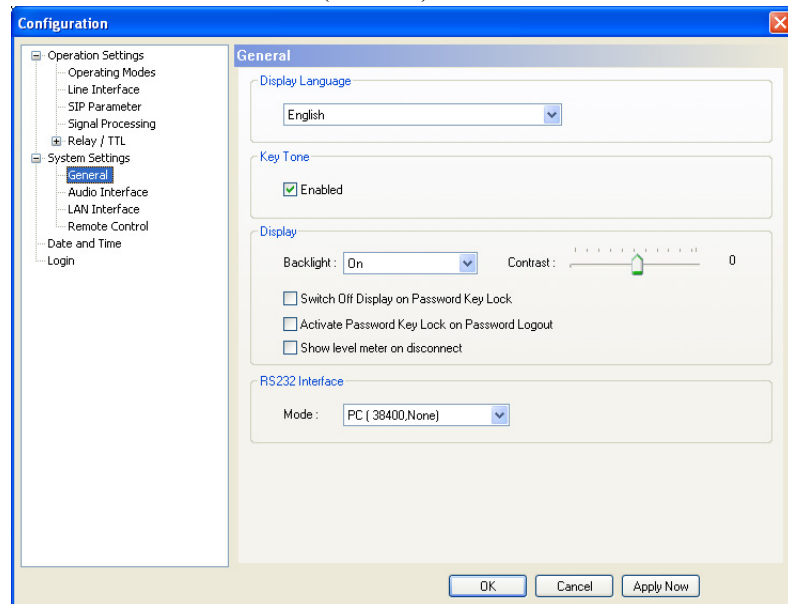 Configuration
Operation Settings
Operating Modes
Line Interface
SIP Parameter
Signal Processing
Relay / TTL
System Settings
General
Audio Interface
LAN Interface
Remote Control
Date and Time
Login
General
Display Language
English
Key Tone
Enabled
Display
Backlight : On Contrast : 0
Switch Off Display on Password Key Lock
Activate Password Key Lock on Password Logout
Show level meter on disconnect
RS232 Interface
Mode : PC ( 38400,None)
OK Cancel Apply Now